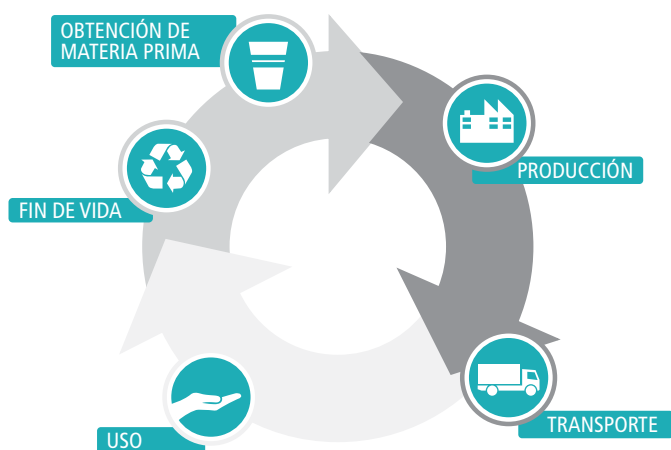 OBTENCIÓN DE
MATERIA PRIMA
PRODUCCIÓN
TRANSPORTE
USO
FIN DE VIDA